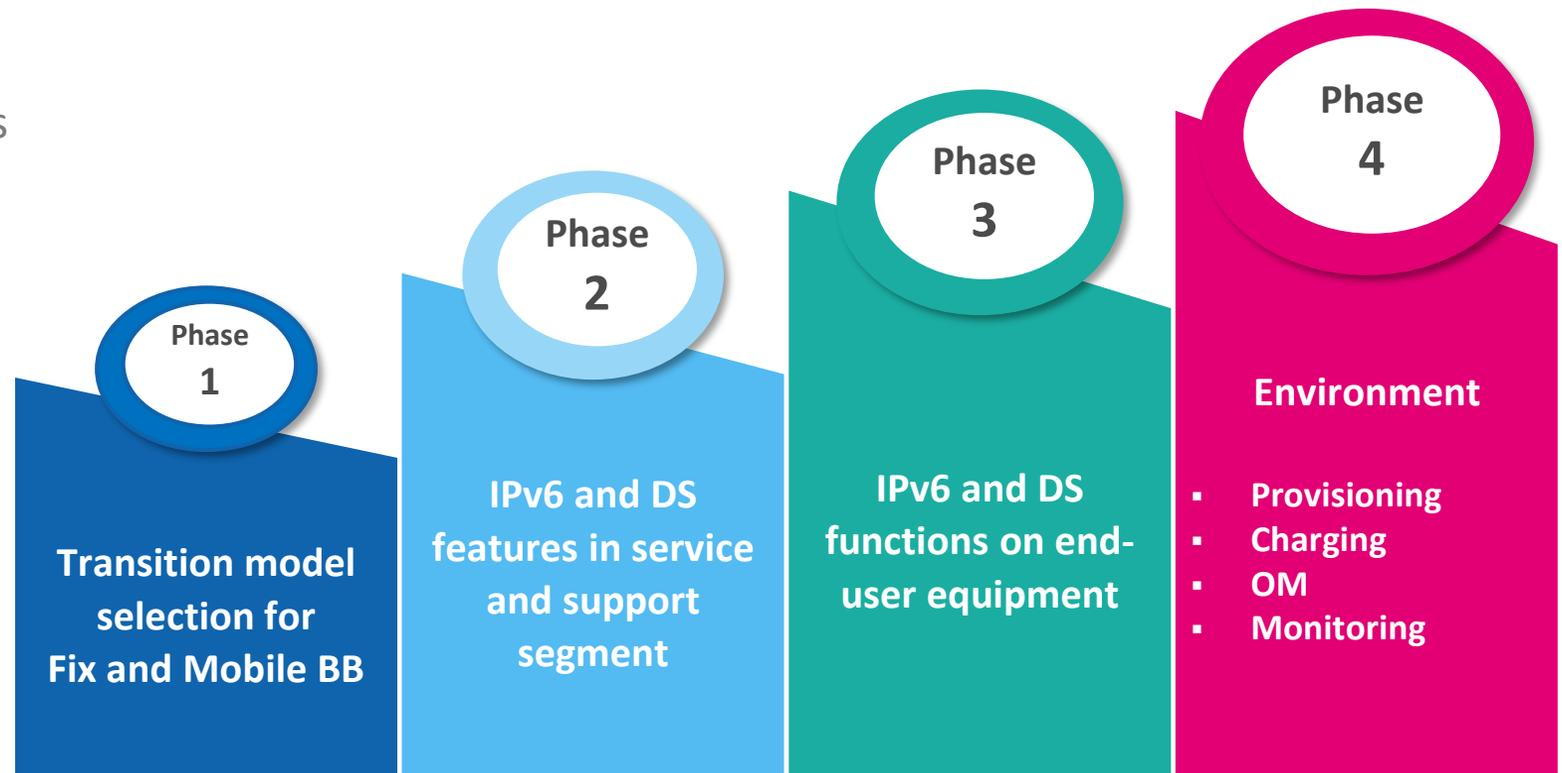 s
Phase
1
Transition model
selection for
Fix and Mobile BB
Phase
2
IPv6 and DS
features in service
and support
segment
Phase
3
IPv6 and DS
functions on end-
user equipment
Phase
4
Environment
▪ Provisioning
▪ Charging
▪ OM
▪ Monitoring